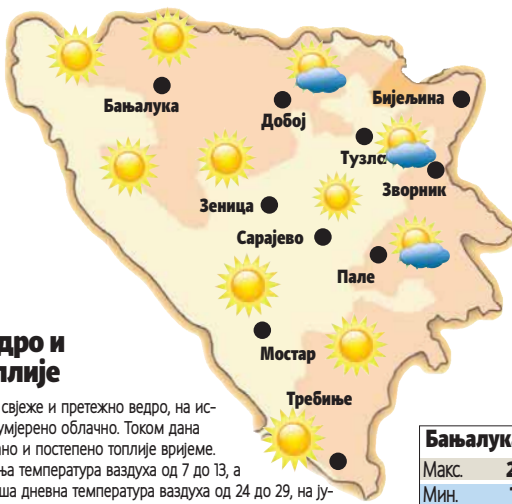 Бањалука
Добој
Бијељина
Тузла
Зворник
Зеница
Сарајево
Пале
Мостар
Требиње
дро и
плије
свјеже и претежно ведро, на ис-
умјерено облачно. Током дана
но и постепено топлије вријеме.
ња температура ваздуха од 7 до 13, а
ша дневна температура ваздуха од 24 до 29, на ју-
Бањалука
Макс.
Мин.